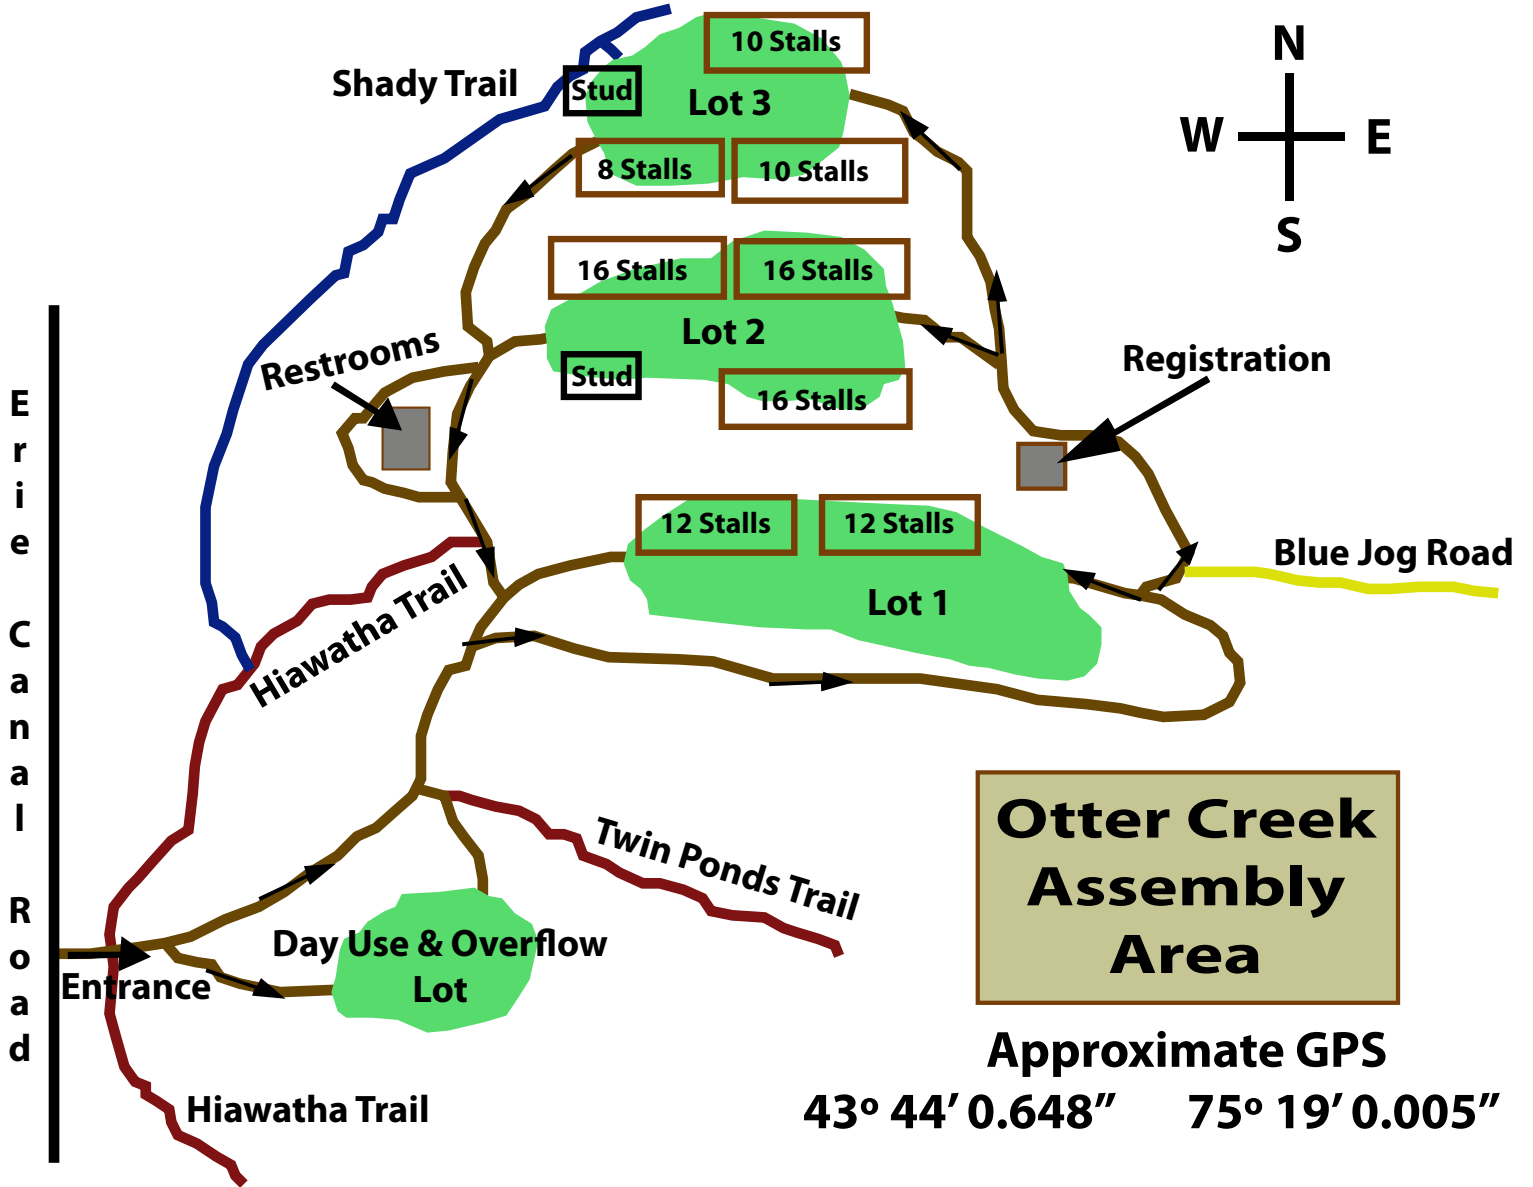 10 Stalls
N
Shady Trail
Stud
Lot 3
W
E
8 Stalls
10 Stalls
S
16 Stalls
16 Stalls
Lot 2
Restrooms
Stud
Registration
16 Stalls
Erie Canal Road
12 Stalls
12 Stalls
Blue Jog Road
Hiawatha Trail
Lot 1
Otter Creek
Assembly
Area
Twin Ponds Trail
Day Use & Overflow
Lot
Entrance
Approximate GPS
43º 44′ 0.648″ 75º 19′ 0.005″
Hiawatha Trail